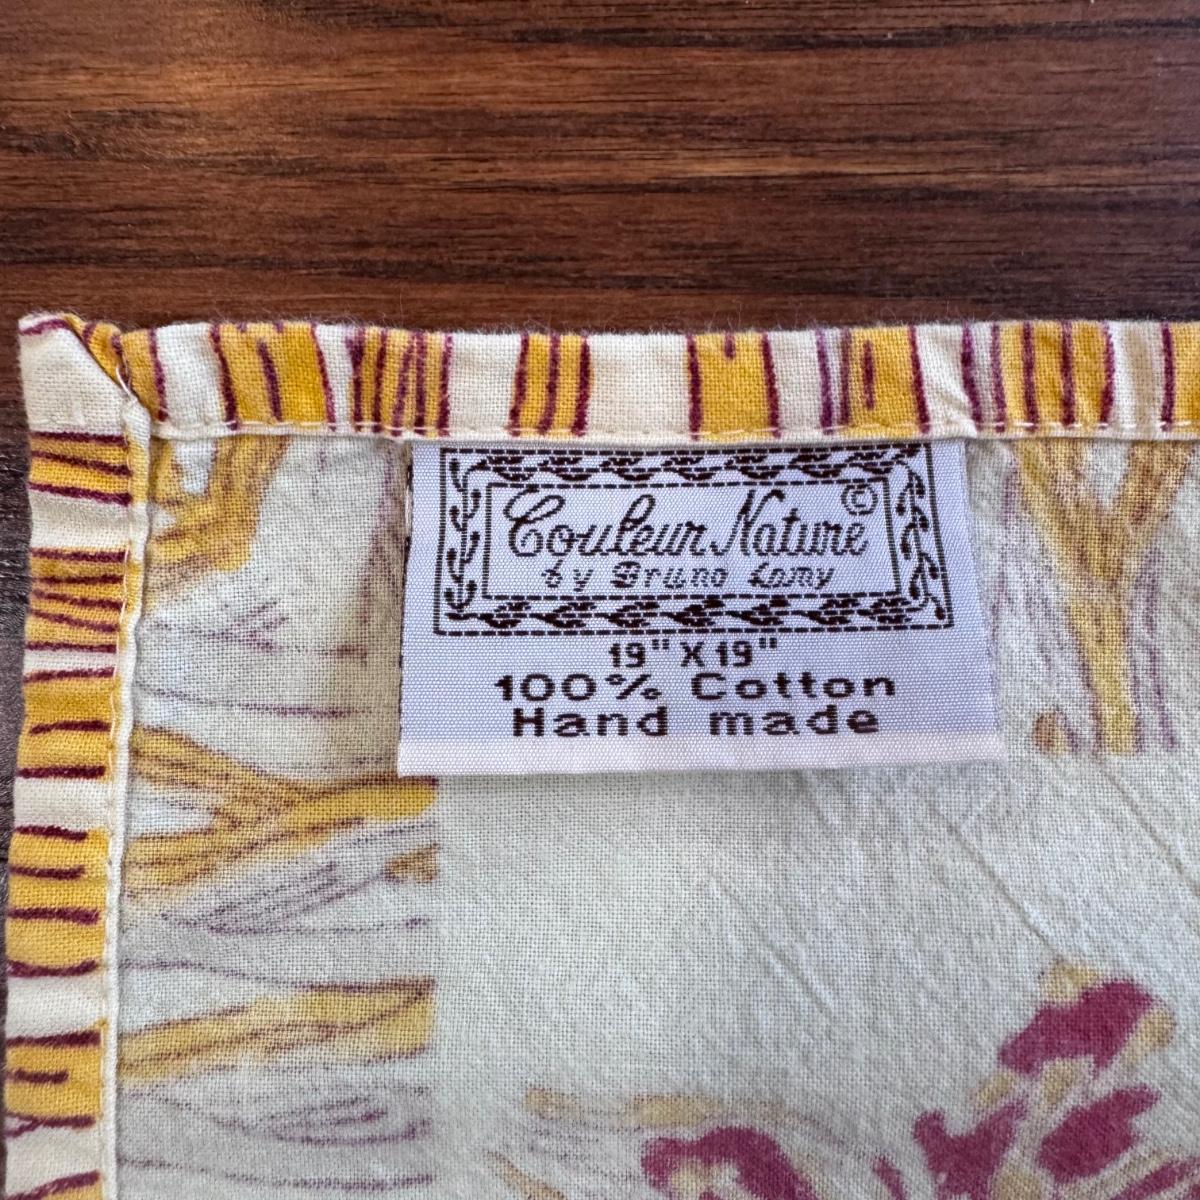 Couleur Nature ©
by Bruno Lamy
19" X 19"
100% Cotton
Hand made